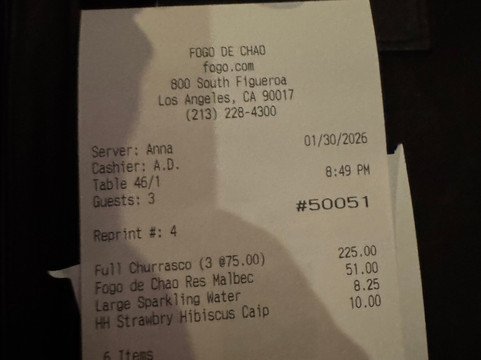 FOGO DE CHAO
fogo.com
800 South Figueroa
Los Angeles, CA 90017
(213) 228-4300
Server: Anna 01/30/2026
Cashier: A.D.
Table 46/1 8:49 PM
Guests: 3 #50051
Reprint #: 4
Full Churrasco (3 @75.00) 225.00
Fogo de Chao Res Malbec 51.00
Large Sparkling Water 8.25
HH Strawbry Hibiscus Caip 10.00
6 Items